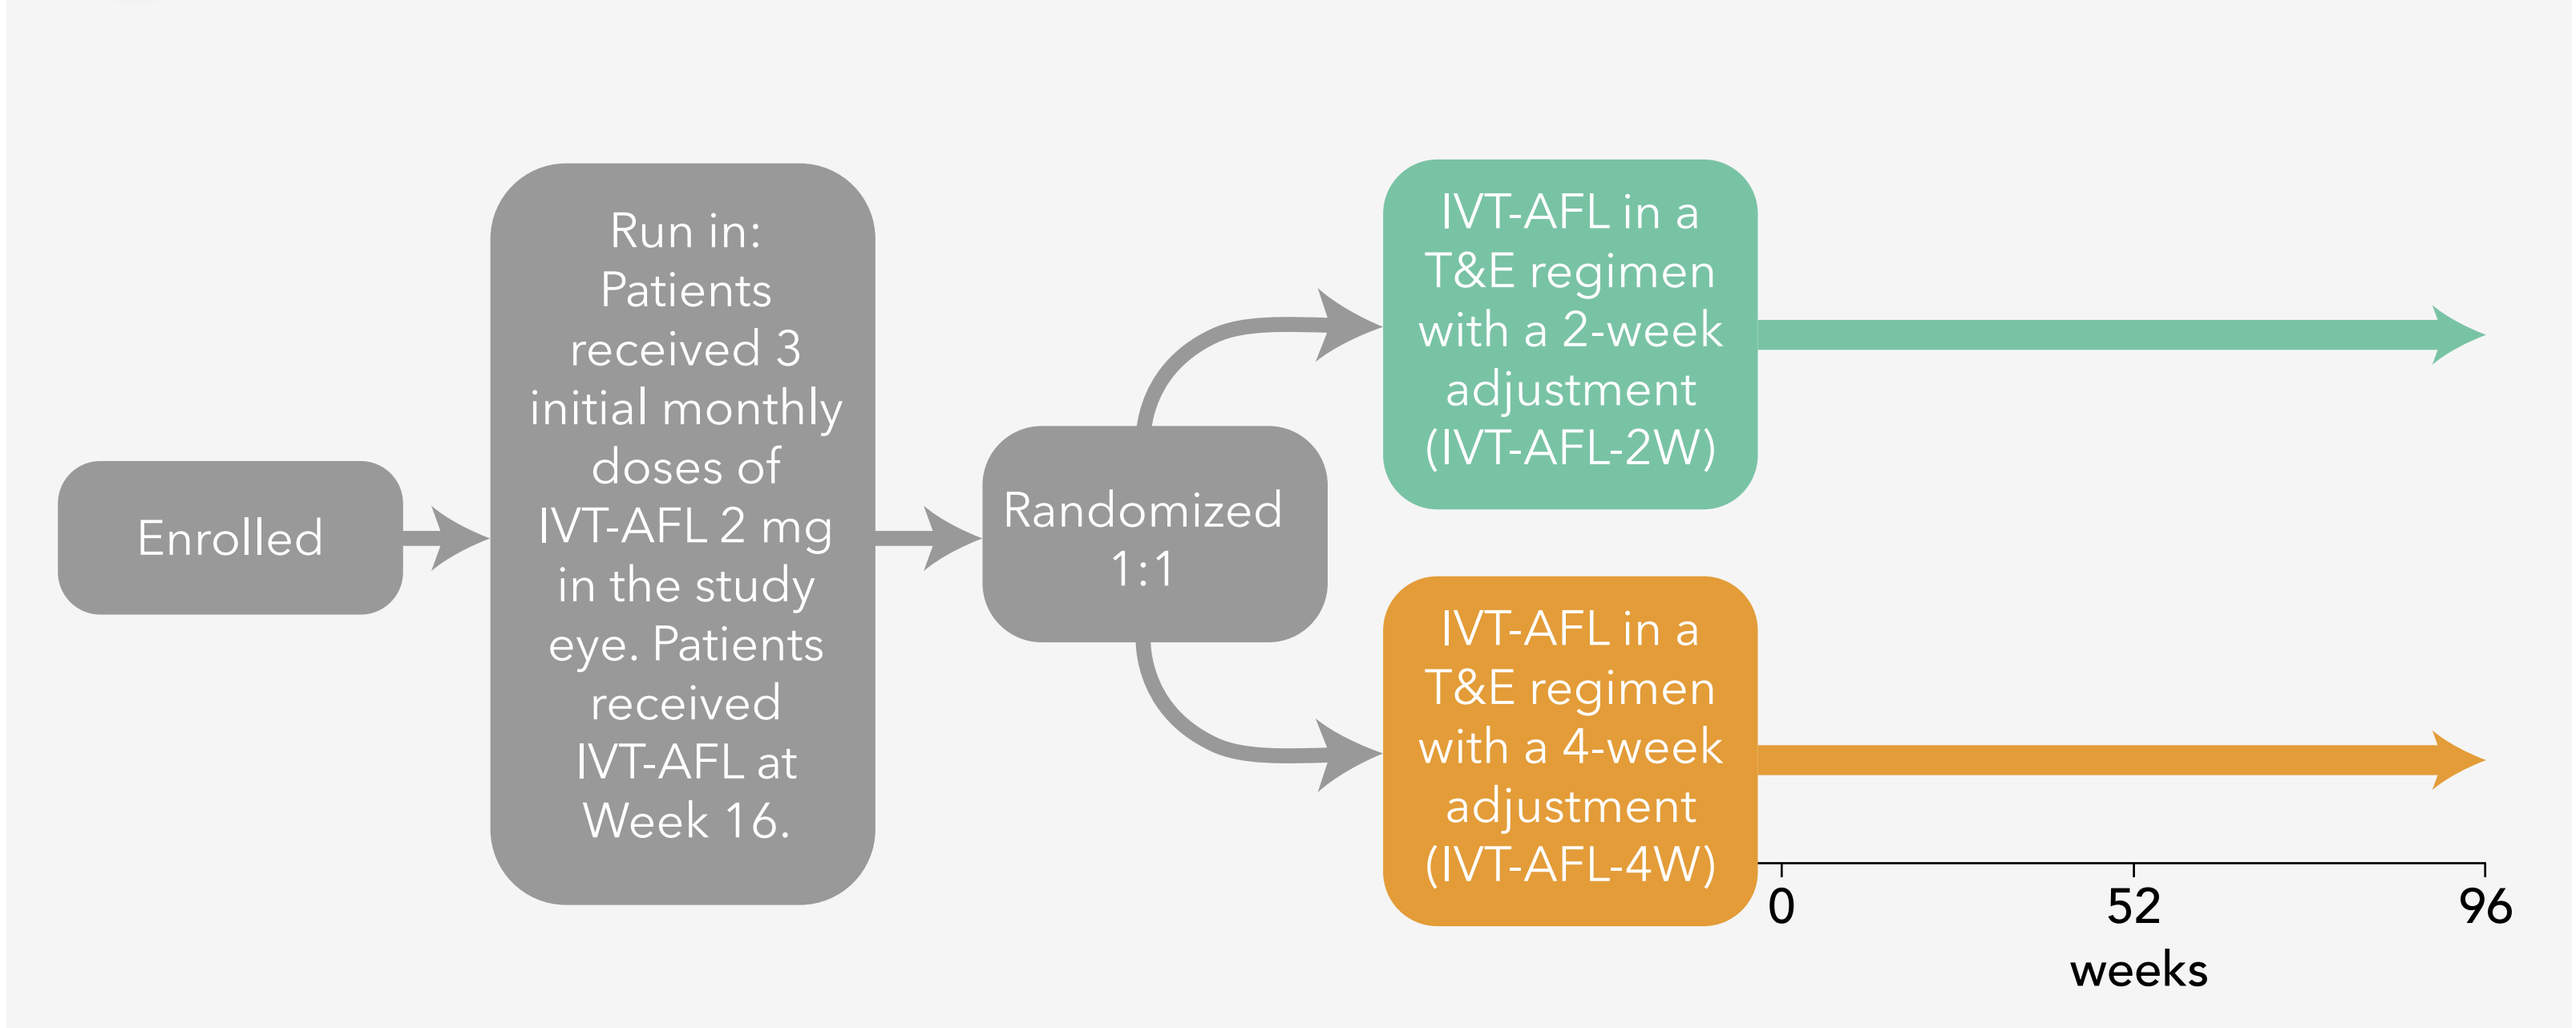 Enrolled
Run in:
Patients
received 3
initial monthly
doses of
IVT-AFL 2 mg
in the study
eye. Patients
received
IVT-AFL at
Week 16.
Randomized
1:1
IVT-AFL in a
T&E regimen
with a 2-week
adjustment
(IVT-AFL-2W)
IVT-AFL in a
T&E regimen
with a 4-week
adjustment
(IVT-AFL-4W)
0 52 96
weeks